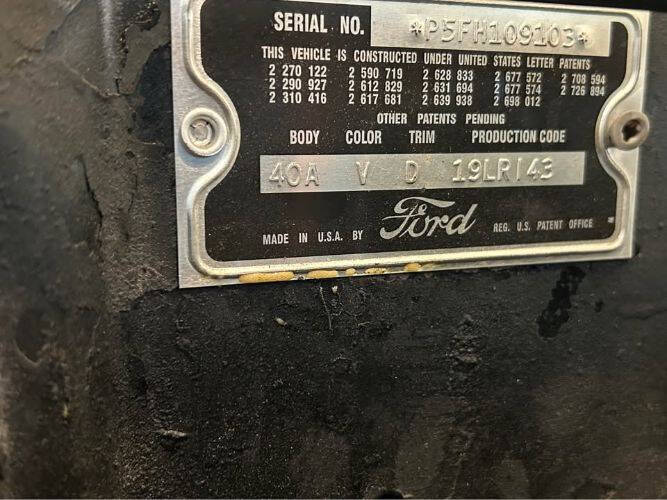 SERIAL NO. *P5FH109103*
THIS VEHICLE IS CONSTRUCTED UNDER UNITED STATES LETTER PATENTS
2 270 122 2 590 719 2 628 833 2 677 572 2 708 594
2 290 927 2 612 829 2 631 694 2 677 574 2 726 894
2 310 416 2 617 681 2 639 938 2 698 012
OTHER PATENTS PENDING
BODY COLOR TRIM PRODUCTION CODE
40A V D 19LR143
MADE IN U.S.A. BY Ford REG. U.S. PATENT OFFICE